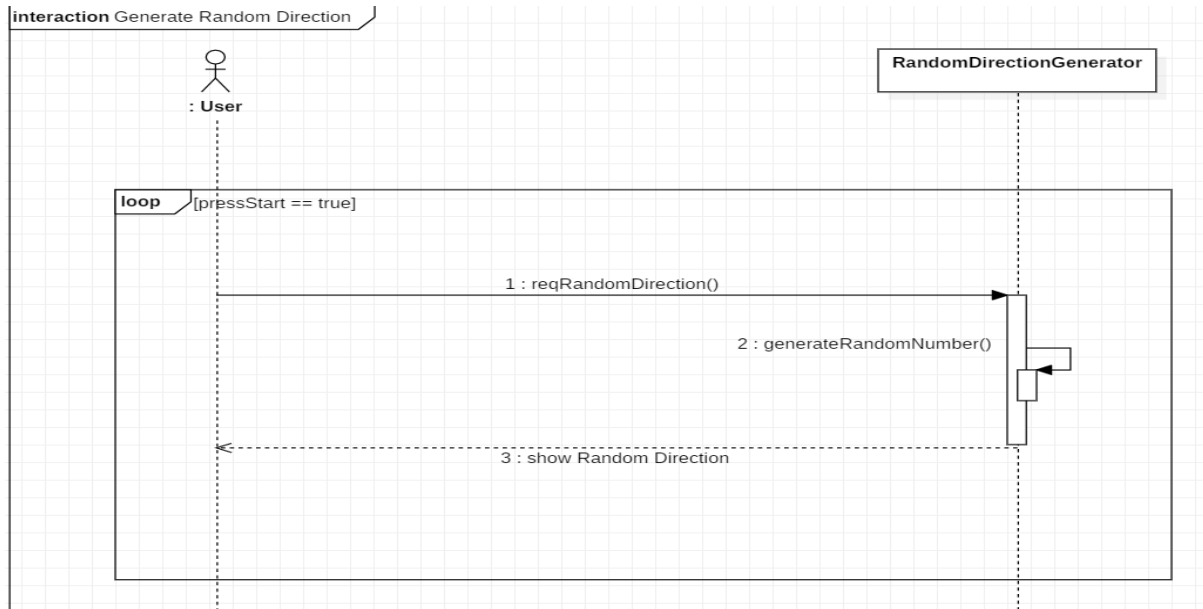 interaction Generate Random Direction
RandomDirectionGenerator
: User
loop [pressStart == true]
1 : reqRandomDirection()
2 : generateRandomNumber()
3 : show Random Direction